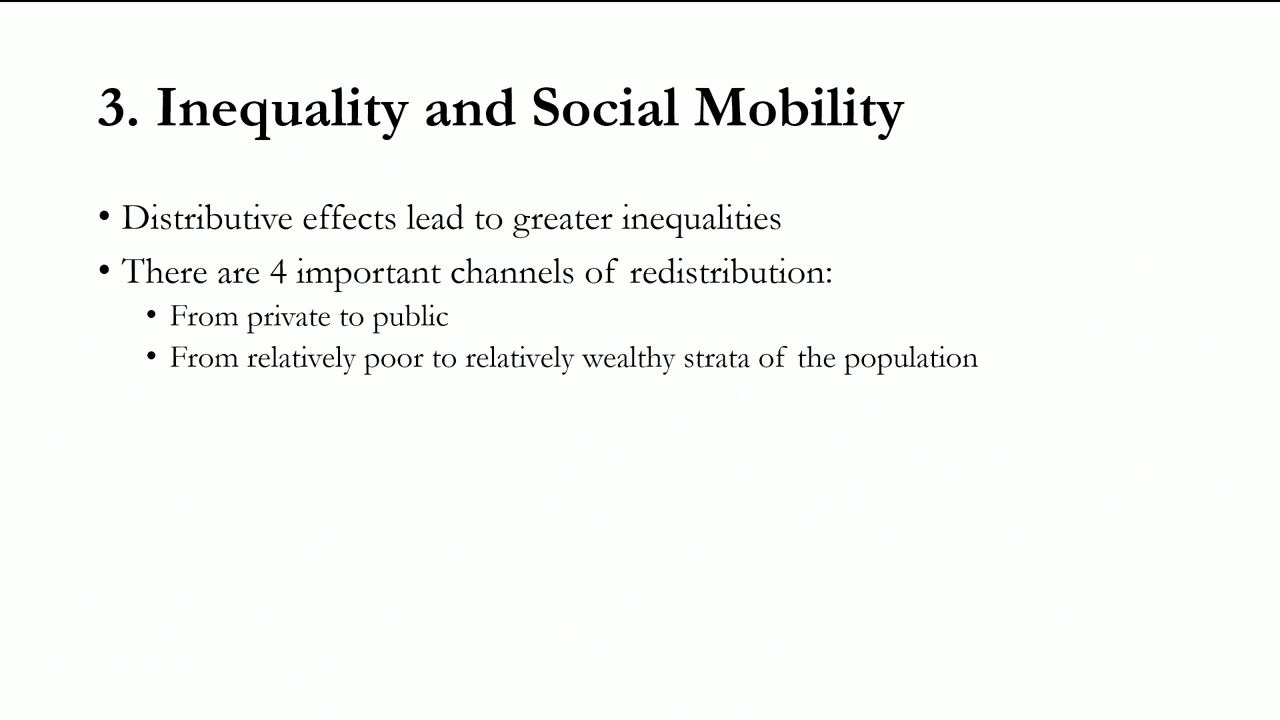 3. Inequality and Social Mobility
• Distributive effects lead to greater inequalities
• There are 4 important channels of redistribution:
• From private to public
• From relatively poor to relatively wealthy strata of the population